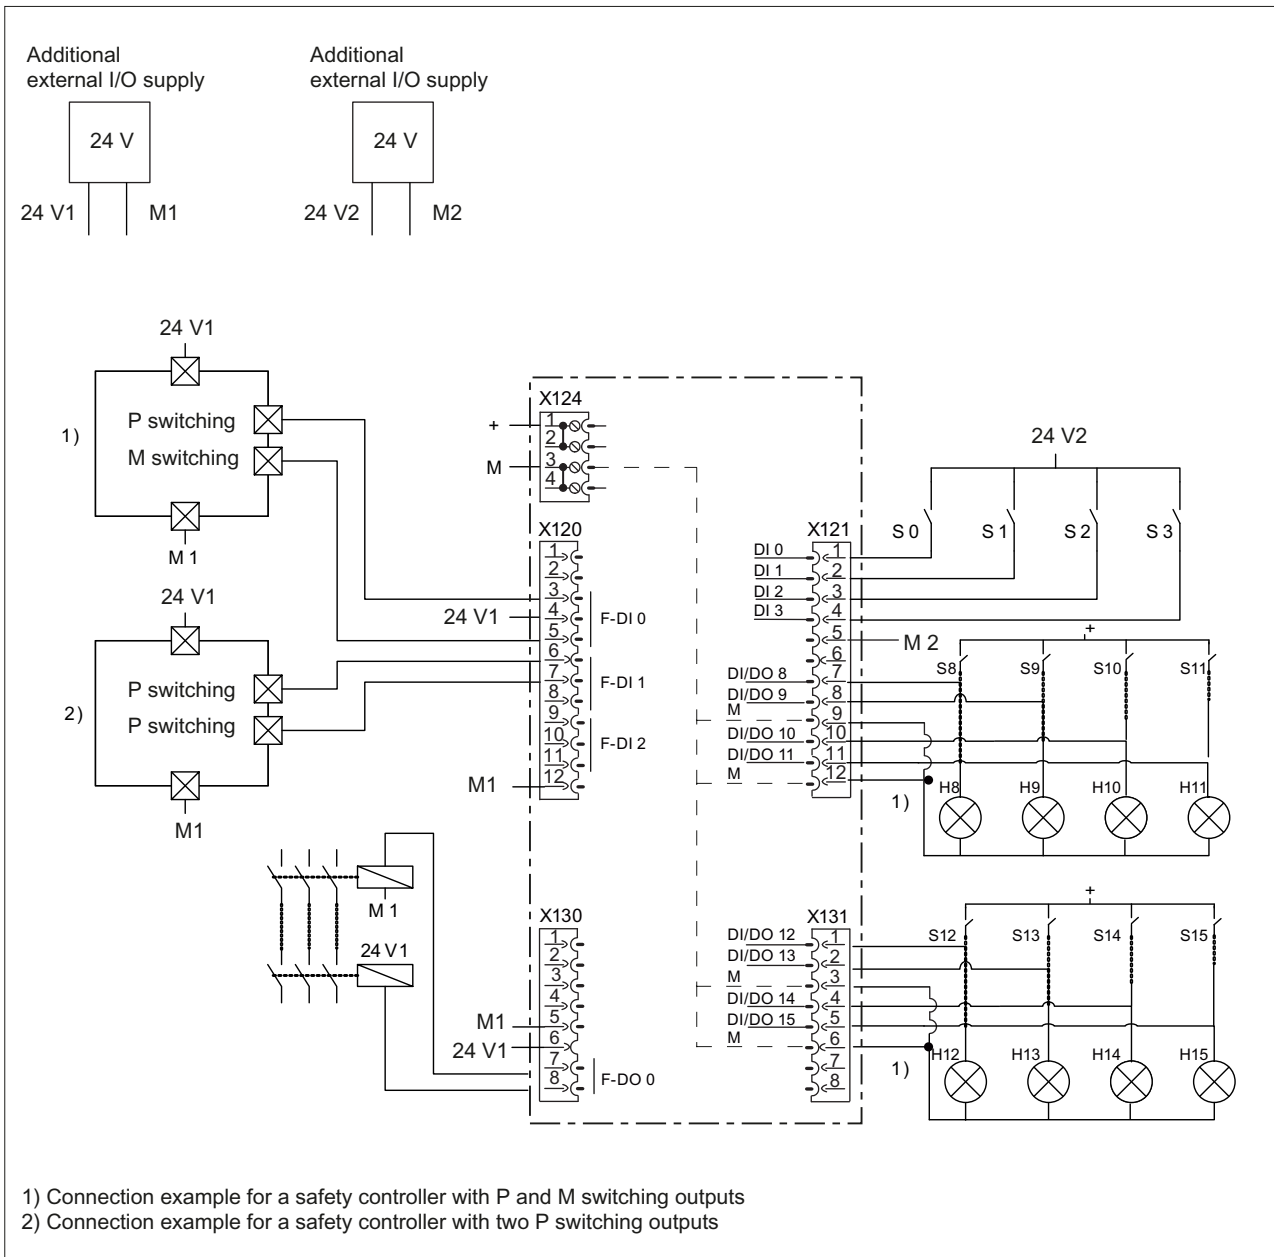 Additional
external I/O supply
24 V
24 V1
M1
Additional
external I/O supply
24 V
24 V2
M2
24 V1
1)
P switching
M switching
M 1
24 V1
2)
P switching
P switching
M1
X124
+
M
1
2
3
4
X120
1
2
3
4
5
6
7
8
9
10
11
12
24 V1
F-DI 0
F-DI 1
F-DI 2
M1
X121
DI 0
DI 1
DI 2
DI 3
DI/DO 8
DI/DO 9
M
DI/DO 10
DI/DO 11
M
1
2
3
4
5
6
7
8
9
10
11
12
24 V2
S 0
S 1
S 2
S 3
M 2
+
S8
S9
S10
S11
1)
H8
H9
H10
H11
M 1
24 V1
X130
1
2
3
4
5
6
7
8
M1
24 V1
F-DO 0
X131
DI/DO 12
DI/DO 13
M
DI/DO 14
DI/DO 15
M
1
2
3
4
5
6
7
8
+
S12
S13
S14
S15
1)
H12
H13
H14
H15
1) Connection example for a safety controller with P and M switching outputs
2) Connection example for a safety controller with two P switching outputs